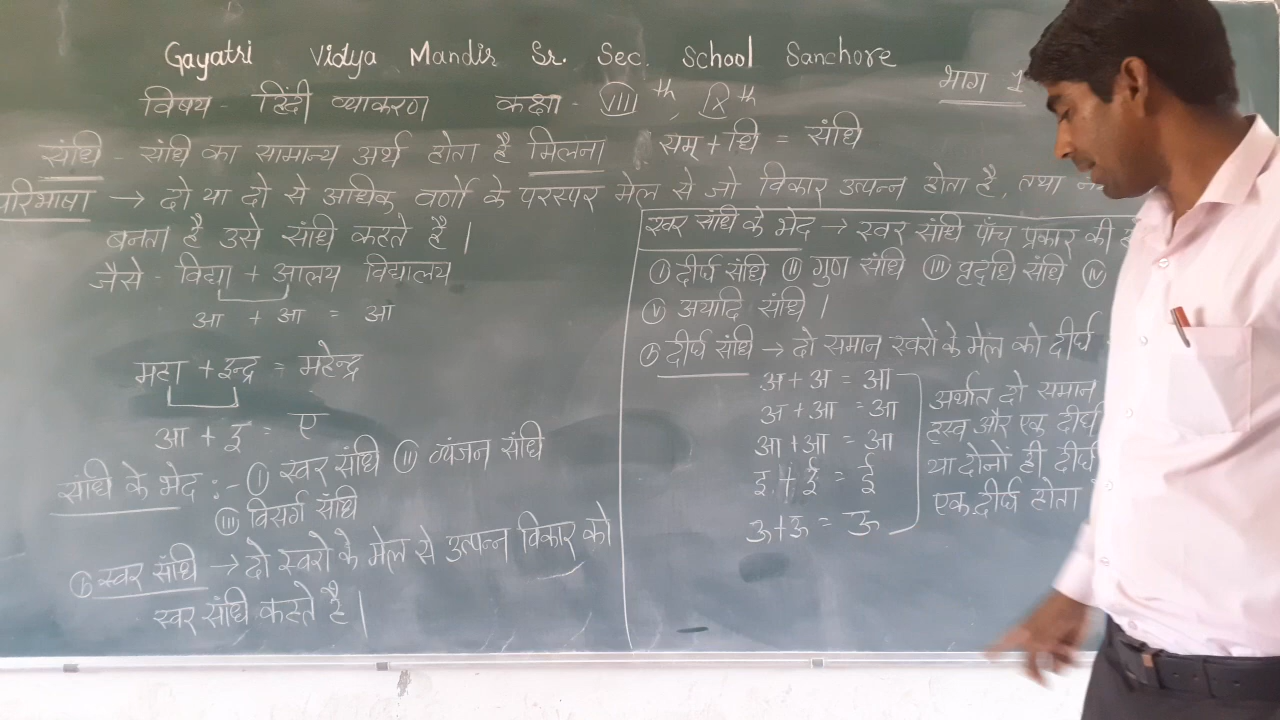 Gayatri Vidya Mandir Sr. Sec. School Sanchore
भाग 1
विषय - हिंदी व्याकरण कक्षा - VIII th, IX th
संधि - संधि का सामान्य अर्थ होता है मिलना सम् + धि = संधि
परिभाषा → दो या दो से अधिक वर्णो के परस्पर मेल से जो विकार उत्पन्न होता है, तथा
बनता है उसे संधि कहते है।
जैसे - विद्या + आलय विद्यालय
आ + आ = आ
महा + इन्द्र = महेन्द्र
आ + इ = ए
संधि के भेद :- (I) स्वर संधि (II) व्यंजन संधि
(III) विसर्ग संधि
(I) स्वर संधि → दो स्वरो के मेल से उत्पन्न विकार को
स्वर संधि कहते है।
स्वर संधि के भेद → स्वर संधि पाँच प्रकार की
(I) दीर्घ संधि (II) गुण संधि (III) वृद्धि संधि (IV)
(V) अयादि संधि।
(I) दीर्घ संधि → दो समान स्वरों के मेल को दीर्घ
अ + अ = आ
अ + आ = आ
आ + आ = आ
इ + ई = ई
ऊ + ऊ = ऊ
अर्थात दो समान
हृस्व और एक दीर्घ
या दोनों ही दीर्घ
एक दीर्घ होता